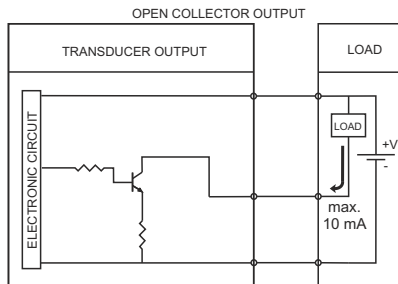 OPEN COLLECTOR OUTPUT
TRANSDUCER OUTPUT
LOAD
ELECTRONIC CIRCUIT
LOAD
+V
-
max.
10 mA